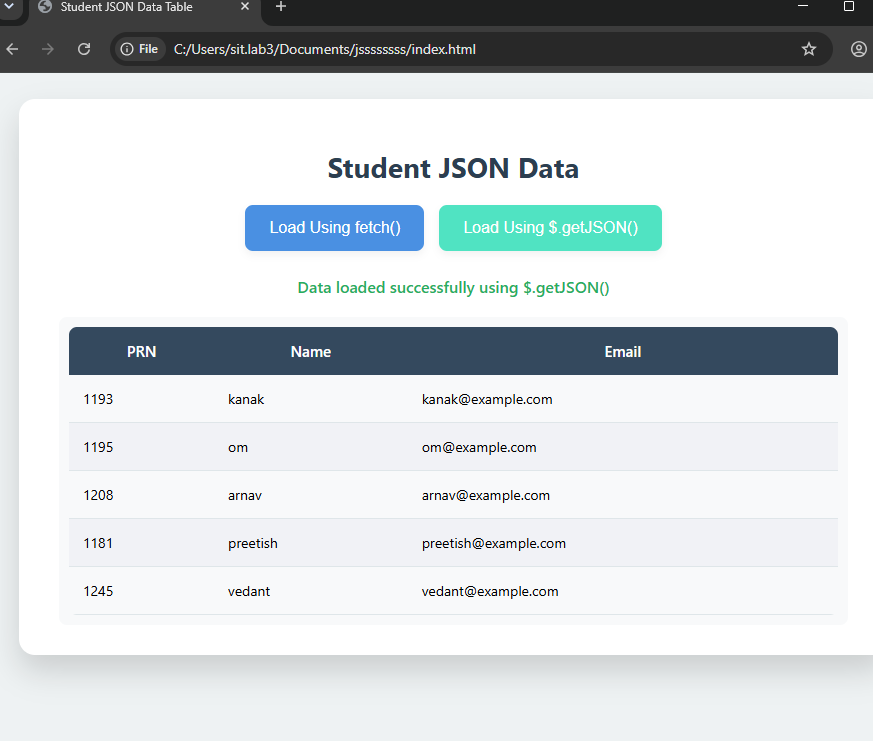 Student JSON Data Table
File C:/Users/sit.lab3/Documents/jssssssss/index.html
Student JSON Data
Load Using fetch() Load Using $.getJSON()
Data loaded successfully using $.getJSON()
PRN Name Email
1193 kanak kanak@example.com
1195 om om@example.com
1208 arnav arnav@example.com
1181 preetish preetish@example.com
1245 vedant vedant@example.com